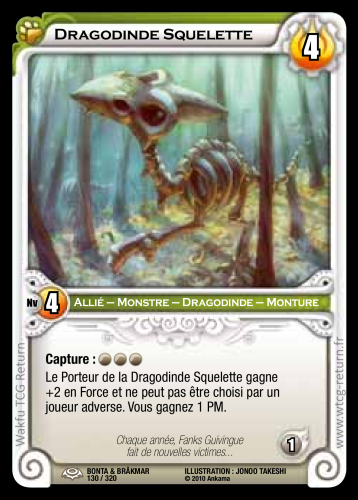 Dragodinde Squelette
4
Nv 4 Allié – Monstre – Dragodinde – Monture
Capture :
Le Porteur de la Dragodinde Squelette gagne
+2 en Force et ne peut pas être choisi par un
joueur adverse. Vous gagnez 1 PM.
Chaque année, Fanks Guivingue
fait de nouvelles victimes...
1
BONTA & BRÂKMAR
130 / 320
ILLUSTRATION : JONOO TAKESHI
© 2010 Ankama
Wakfu TCG Return
www.wtcg-return.fr